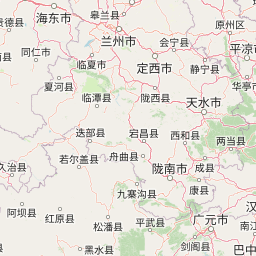 海东市
皋兰县
会宁县
原州区
贵德县
兰州市
同仁市
平凉市
临夏市
定西市
静宁县
夏河县
华亭市
临潭县
陇西县
天水市
迭部县
宕昌县
西和县
两当县
若尔盖县
舟曲县
成县
久治县
陇南市
康县
九寨沟县
阿坝县
红原县
松潘县
平武县
广元市
南江县
黑水县
剑阁县
巴中